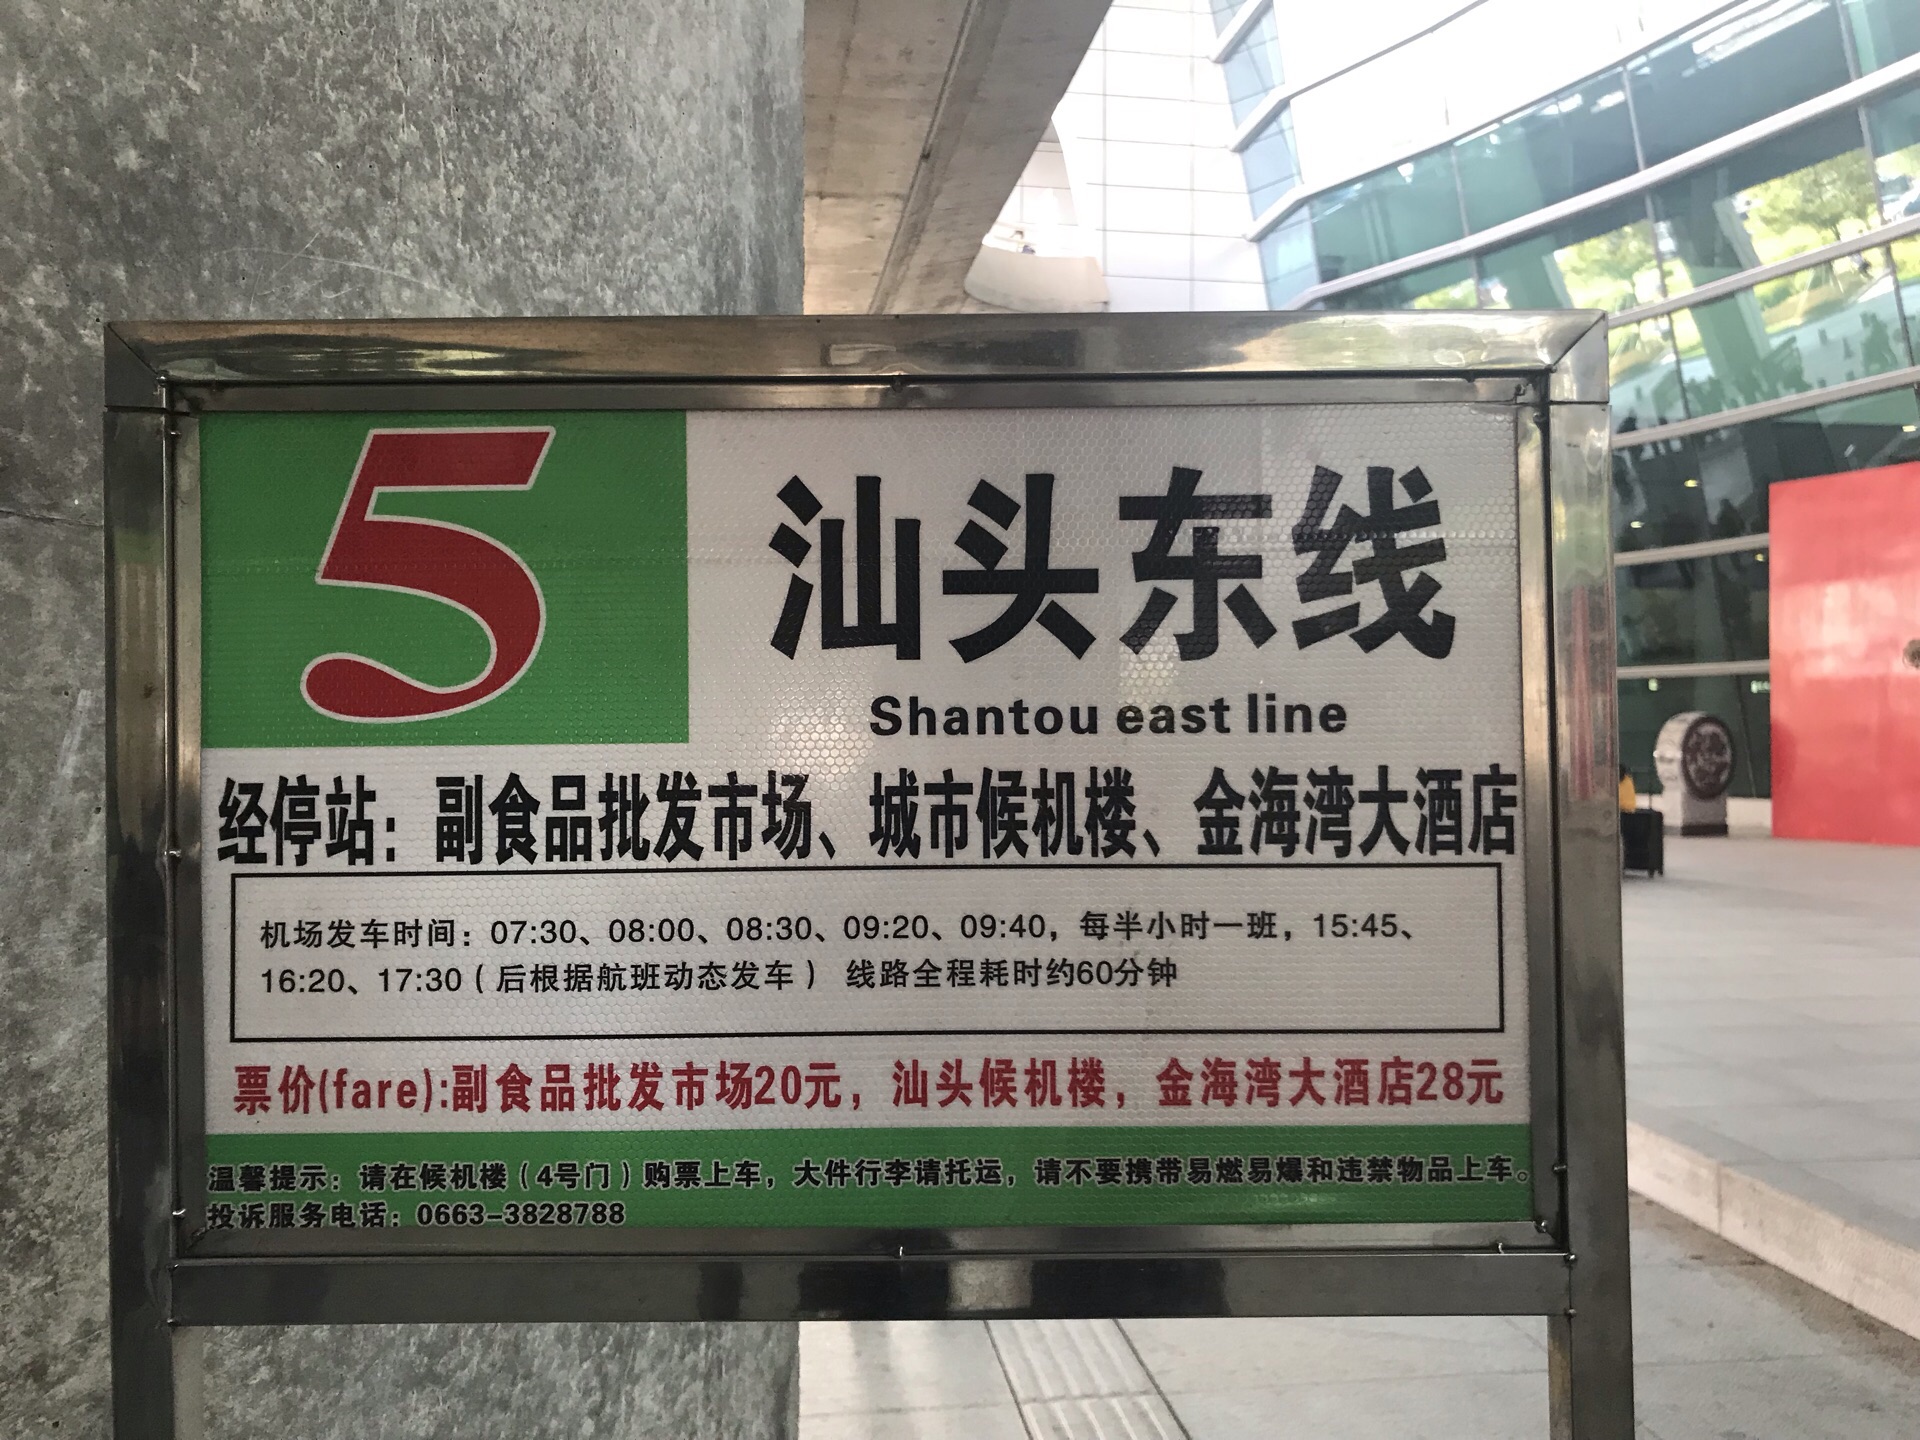 5
汕头东线
Shantou east line
经停站：副食品批发市场、城市候机楼、金海湾大酒店
机场发车时间：07:30、08:00、08:30、09:20、09:40，每半小时一班，15:45、
16:20、17:30（后根据航班动态发车） 线路全程耗时约60分钟
票价(fare):副食品批发市场20元，汕头候机楼，金海湾大酒店28元
温馨提示：请在候机楼（4号门）购票上车，大件行李请托运，请不要携带易燃易爆和违禁物品上车。
投诉服务电话：0663-3828788